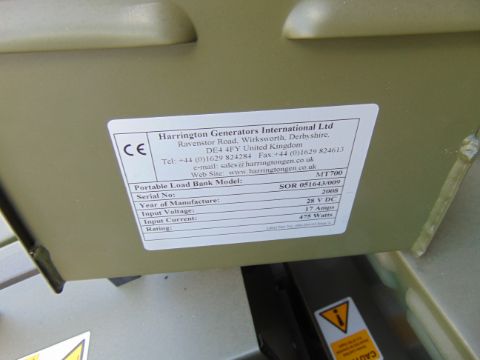 Harrington Generators International Ltd
Ravenstor Road, Wirksworth, Derbyshire,
DE4 4FY United Kingdom
CE
Tel: +44 (0)1629 824284 Fax:+44 (0)1629 824613
e-mail: sales@harringtongen.co.uk
Web Site: www.harringtongen.co.uk
Portable Load Bank Model: MT700
Serial No: SOR 051643/009
Year of Manufacture: 2008
Input Voltage: 28 V DC
Input Current: 17 Amps
Rating: 475 Watts
CAUTION